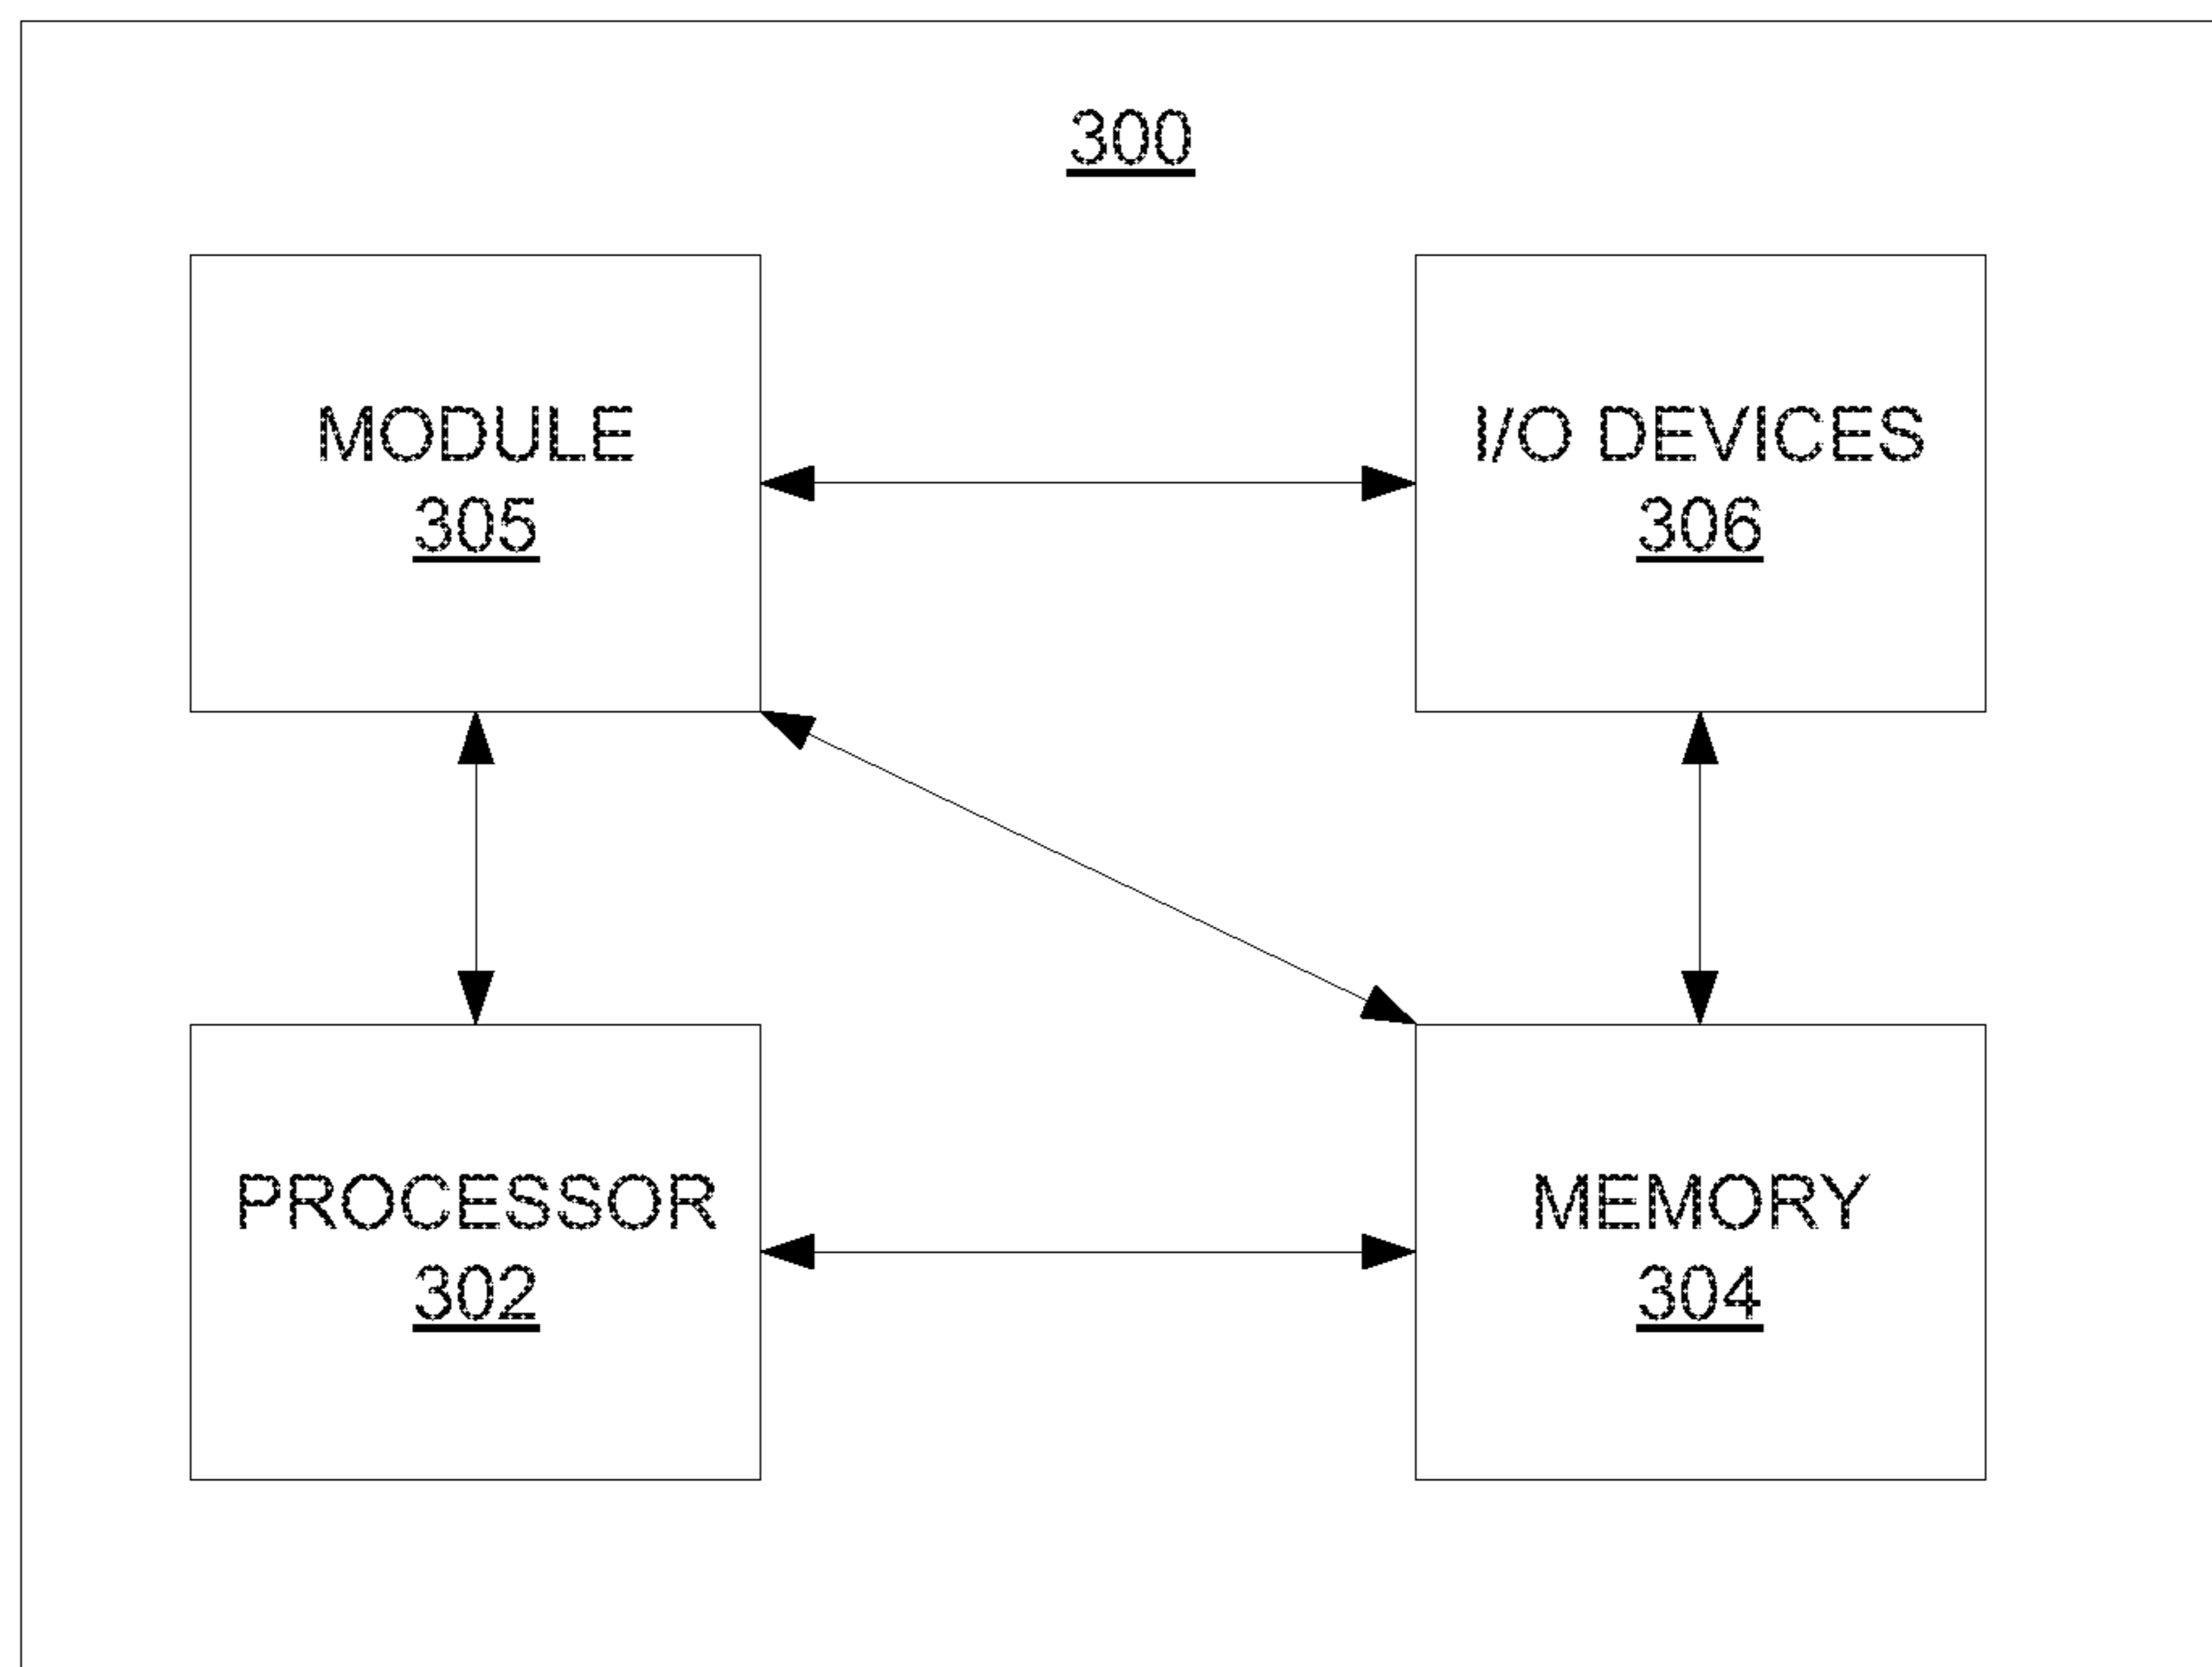 300
MODULE
305
I/O DEVICES
306
PROCESSOR
302
MEMORY
304